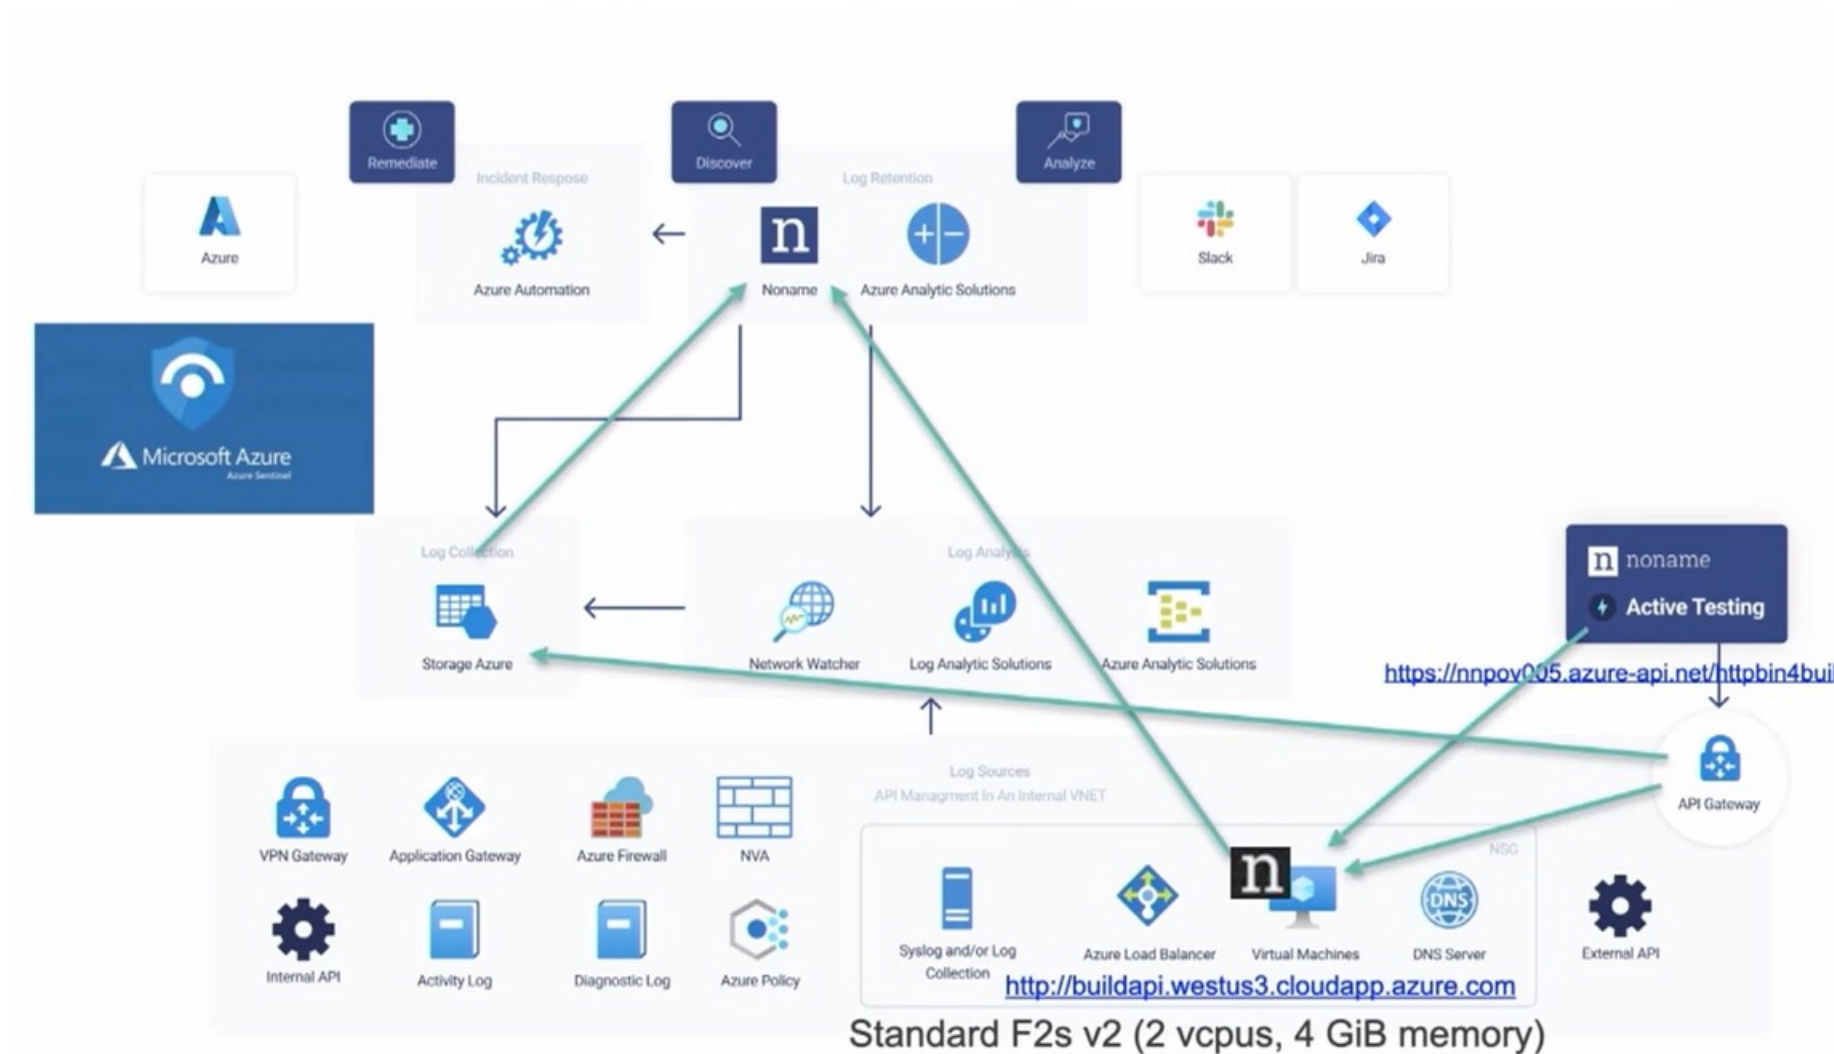 Remediate
Discover
Analyze
Incident Respose
Log Retention
Azure
Azure Automation
n
Noname
Azure Analytic Solutions
Slack
Jira
Microsoft Azure
Azure Sentinel
Log Collection
Log Analysis
Storage Azure
Network Watcher
Log Analytic Solutions
Azure Analytic Solutions
n noname
Active Testing
https://nnpov005.azure-api.net/httpbin4buil
API Gateway
Log Sources
API Managment In An Internal VNET
VPN Gateway
Application Gateway
Azure Firewall
NVA
NSG
n
DNS
Internal API
Activity Log
Diagnostic Log
Azure Policy
Syslog and/or Log
Collection
Azure Load Balancer
Virtual Machines
DNS Server
External API
http://buildapi.westus3.cloudapp.azure.com
Standard F2s v2 (2 vcpus, 4 GiB memory)